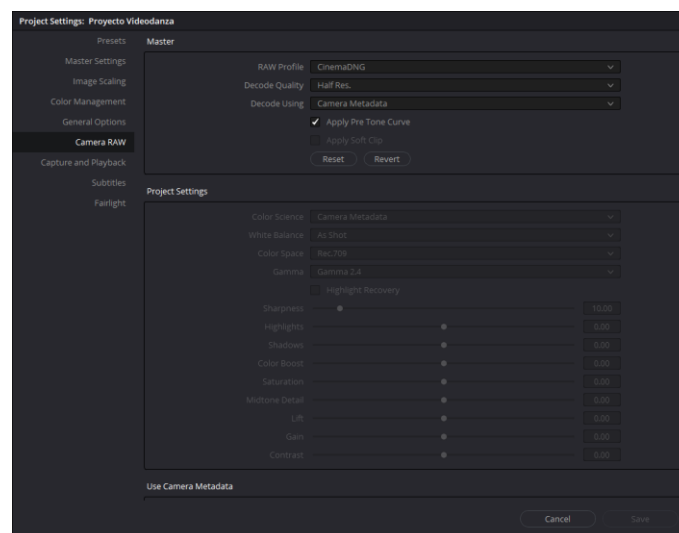 Project Settings: Proyecto Videodanza
Presets
Master Settings
Image Scaling
Color Management
General Options
Camera RAW
Capture and Playback
Subtitles
Fairlight
Master
RAW Profile CinemaDNG
Decode Quality Half Res.
Decode Using Camera Metadata
Apply Pre Tone Curve
Apply Soft Clip
Reset Revert
Project Settings
Color Science Camera Metadata
White Balance As Shot
Color Space Rec.709
Gamma Gamma 2.4
Highlight Recovery
Sharpness 10.00
Highlights 0.00
Shadows 0.00
Color Boost 0.00
Saturation 0.00
Midtone Detail 0.00
Lift 0.00
Gain 0.00
Contrast 0.00
Use Camera Metadata
Cancel Save